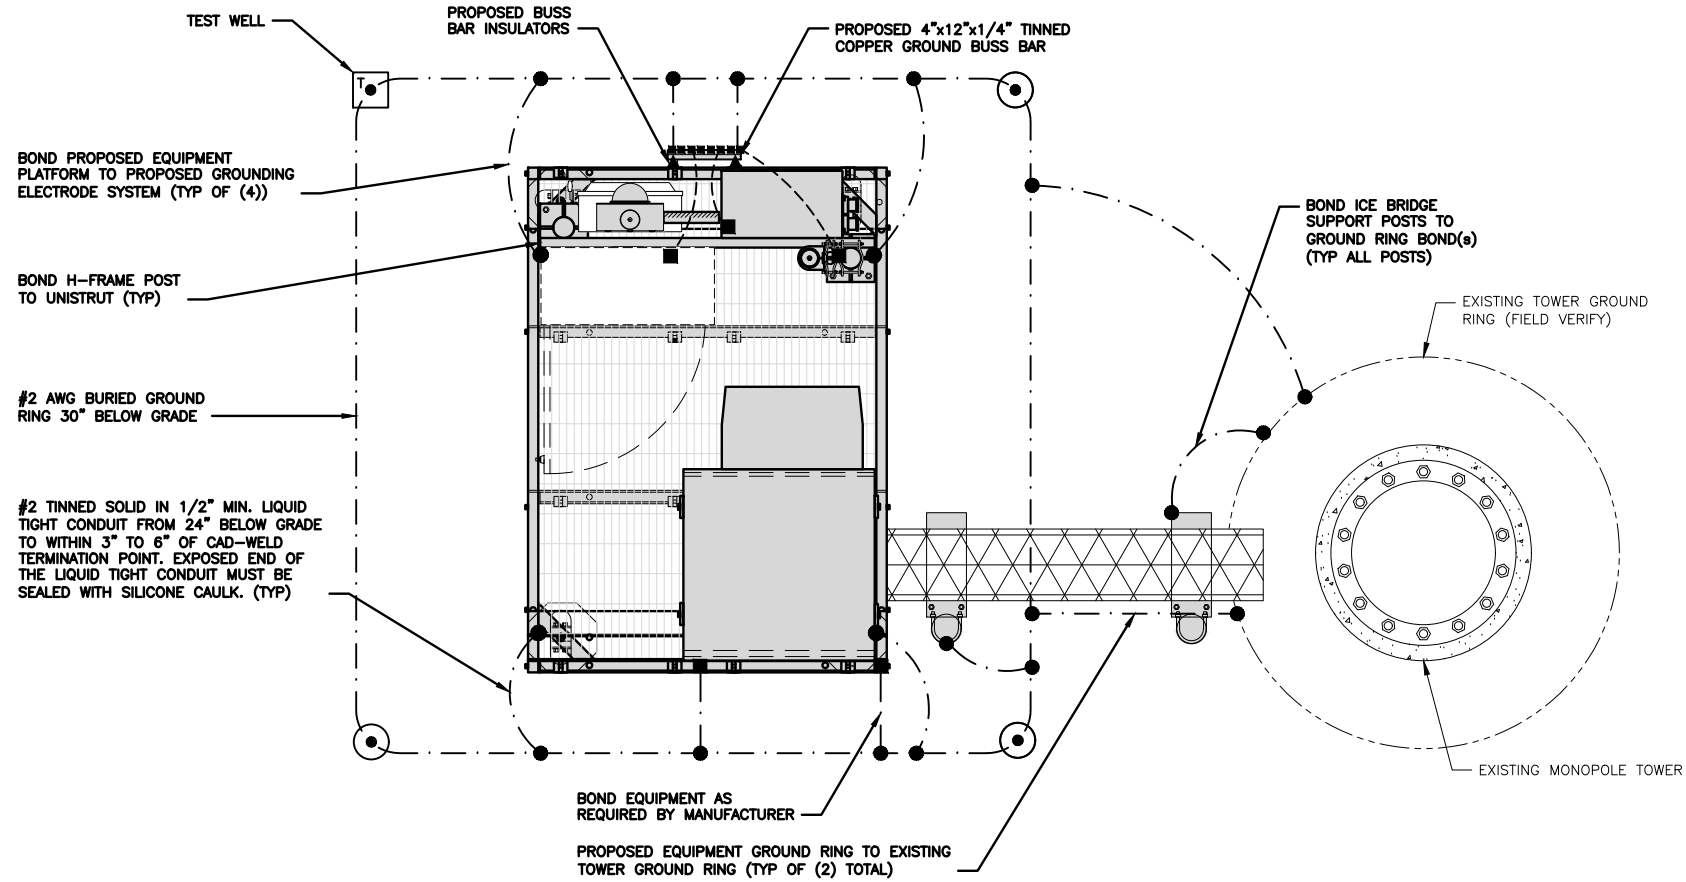 TEST WELL
PROPOSED BUSS
BAR INSULATORS
PROPOSED 4"x12"x1/4" TINNED
COPPER GROUND BUSS BAR
T
BOND PROPOSED EQUIPMENT
PLATFORM TO PROPOSED GROUNDING
ELECTRODE SYSTEM (TYP OF (4))
BOND ICE BRIDGE
SUPPORT POSTS TO
GROUND RING BOND(s)
(TYP ALL POSTS)
BOND H-FRAME POST
TO UNISTRUT (TYP)
EXISTING TOWER GROUND
RING (FIELD VERIFY)
#2 AWG BURIED GROUND
RING 30" BELOW GRADE
#2 TINNED SOLID IN 1/2" MIN. LIQUID
TIGHT CONDUIT FROM 24" BELOW GRADE
TO WITHIN 3" TO 6" OF CAD-WELD
TERMINATION POINT. EXPOSED END OF
THE LIQUID TIGHT CONDUIT MUST BE
SEALED WITH SILICONE CAULK. (TYP)
EXISTING MONOPOLE TOWER
BOND EQUIPMENT AS
REQUIRED BY MANUFACTURER
PROPOSED EQUIPMENT GROUND RING TO EXISTING
TOWER GROUND RING (TYP OF (2) TOTAL)